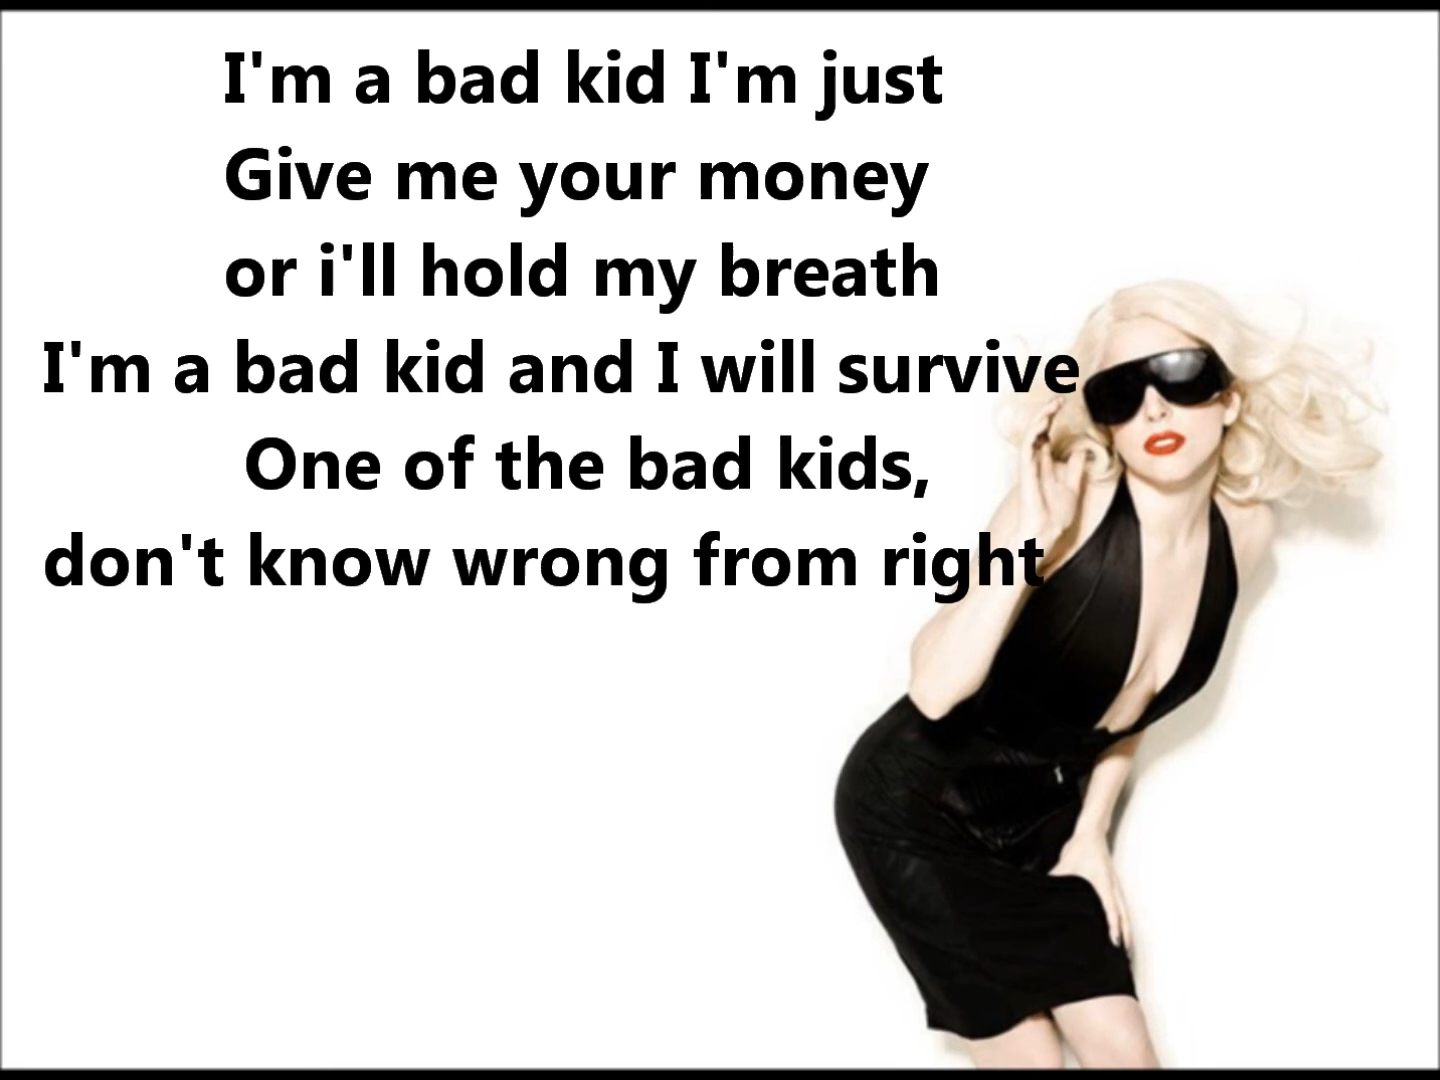 I'm a bad kid I'm just
Give me your money
or i'll hold my breath
I'm a bad kid and I will survive
One of the bad kids,
don't know wrong from right